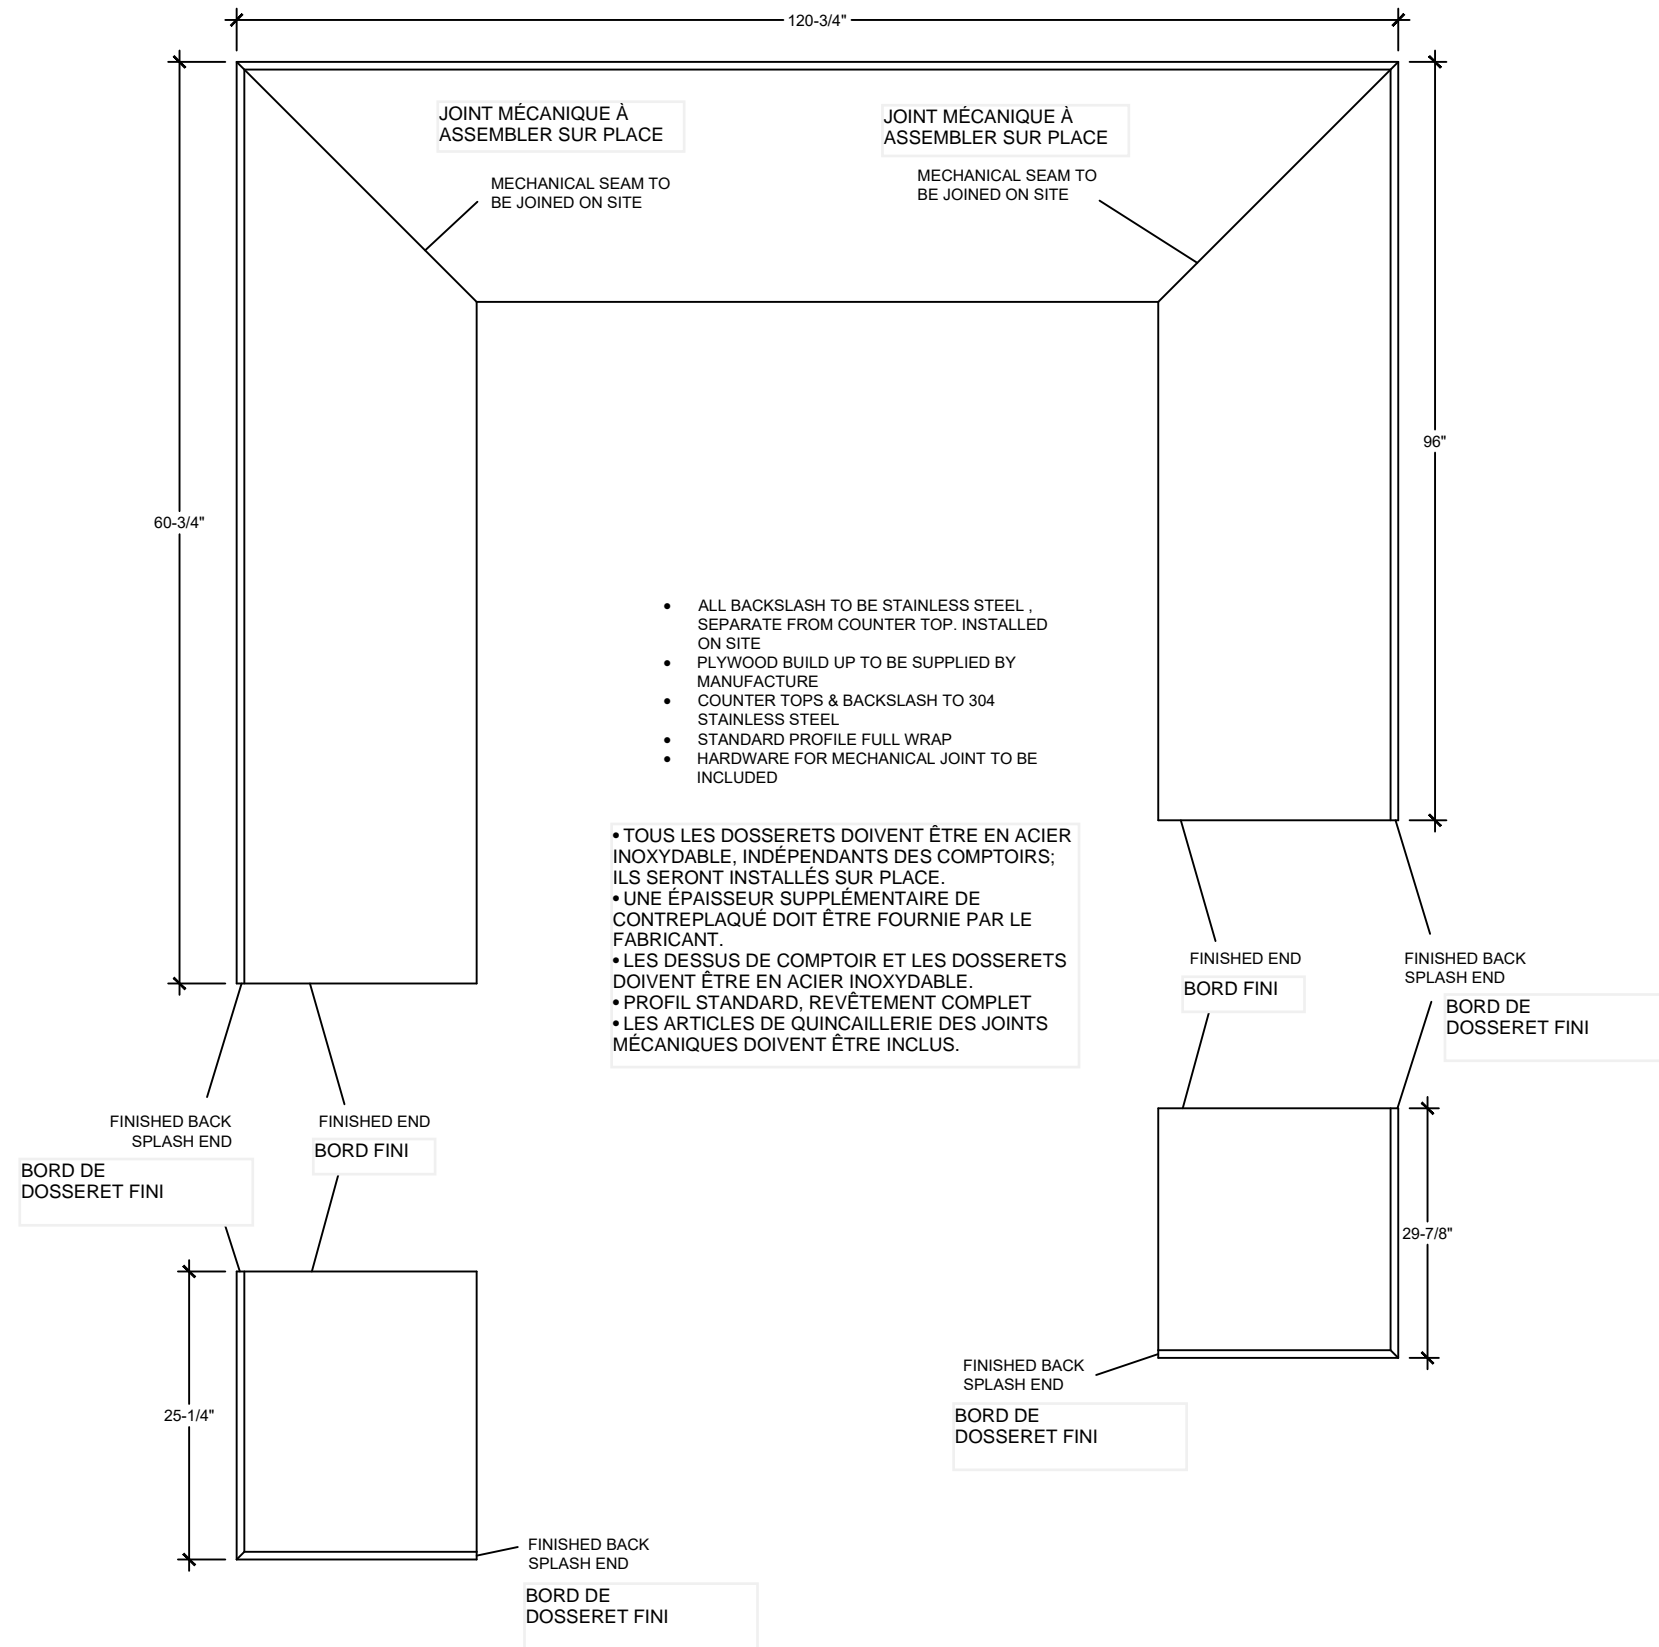 120-3/4"
JOINT MÉCANIQUE À
ASSEMBLER SUR PLACE
MECHANICAL SEAM TO
BE JOINED ON SITE
JOINT MÉCANIQUE À
ASSEMBLER SUR PLACE
MECHANICAL SEAM TO
BE JOINED ON SITE
96"
60-3/4"
• ALL BACKSLASH TO BE STAINLESS STEEL ,
SEPARATE FROM COUNTER TOP. INSTALLED
ON SITE
• PLYWOOD BUILD UP TO BE SUPPLIED BY
MANUFACTURE
• COUNTER TOPS & BACKSLASH TO 304
STAINLESS STEEL
• STANDARD PROFILE FULL WRAP
• HARDWARE FOR MECHANICAL JOINT TO BE
INCLUDED
• TOUS LES DOSSERETS DOIVENT ÊTRE EN ACIER
INOXYDABLE, INDÉPENDANTS DES COMPTOIRS;
ILS SERONT INSTALLÉS SUR PLACE.
• UNE ÉPAISSEUR SUPPLÉMENTAIRE DE
CONTREPLAQUÉ DOIT ÊTRE FOURNIE PAR LE
FABRICANT.
• LES DESSUS DE COMPTOIR ET LES DOSSERETS
DOIVENT ÊTRE EN ACIER INOXYDABLE.
• PROFIL STANDARD, REVÊTEMENT COMPLET
• LES ARTICLES DE QUINCAILLERIE DES JOINTS
MÉCANIQUES DOIVENT ÊTRE INCLUS.
FINISHED END
BORD FINI
FINISHED BACK
SPLASH END
BORD DE
DOSSERET FINI
FINISHED BACK
SPLASH END
BORD DE
DOSSERET FINI
FINISHED END
BORD FINI
29-7/8"
FINISHED BACK
SPLASH END
BORD DE
DOSSERET FINI
25-1/4"
FINISHED BACK
SPLASH END
BORD DE
DOSSERET FINI